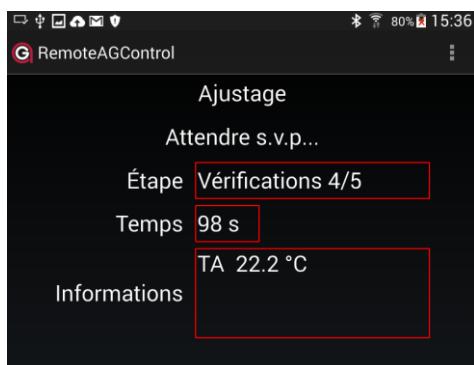 80% 15:36
RemoteAGControl
Ajustage
Attendre s.v.p...
Étape Vérifications 4/5
Temps 98 s
TA 22.2 °C
Informations